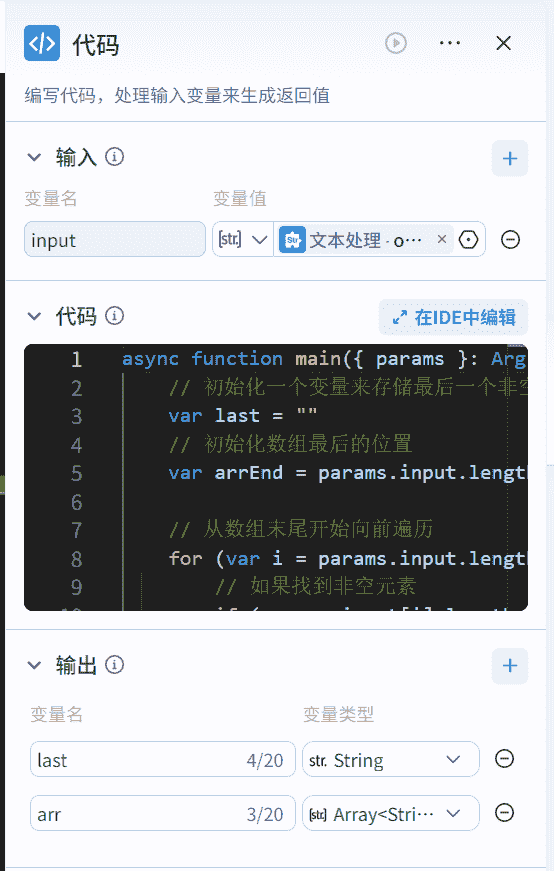 代码
编写代码，处理输入变量来生成返回值
输入
变量名 变量值
input [str] Str 文本处理 - o···
代码 在IDE中编辑
1 async function main({ params }: Arg
2 // 初始化一个变量来存储最后一个非空
3 var last = ""
4 // 初始化数组最后的位置
5 var arrEnd = params.input.length
6
7 // 从数组末尾开始向前遍历
8 for (var i = params.input.length
9 // 如果找到非空元素
输出
变量名 变量类型
last 4/20 str. String
arr 3/20 [str] Array<Stri···